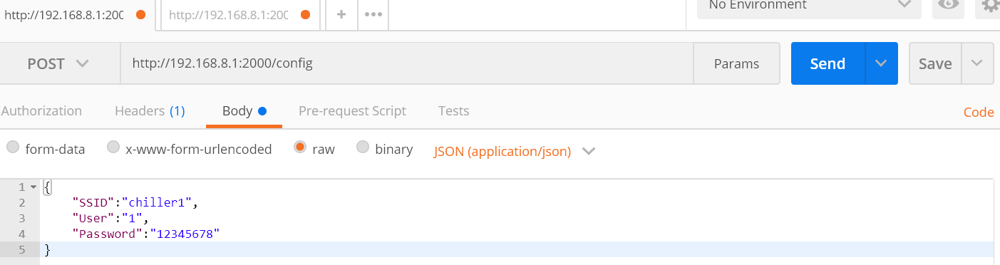 http://192.168.8.1:200 http://192.168.8.1:200 + ••• No Environment
POST http://192.168.8.1:2000/config Params Send Save
Authorization Headers (1) Body Pre-request Script Tests Code
form-data x-www-form-urlencoded raw binary JSON (application/json)
1 {
2 "SSID":"chiller1",
3 "User":"1",
4 "Password":"12345678"
5 }